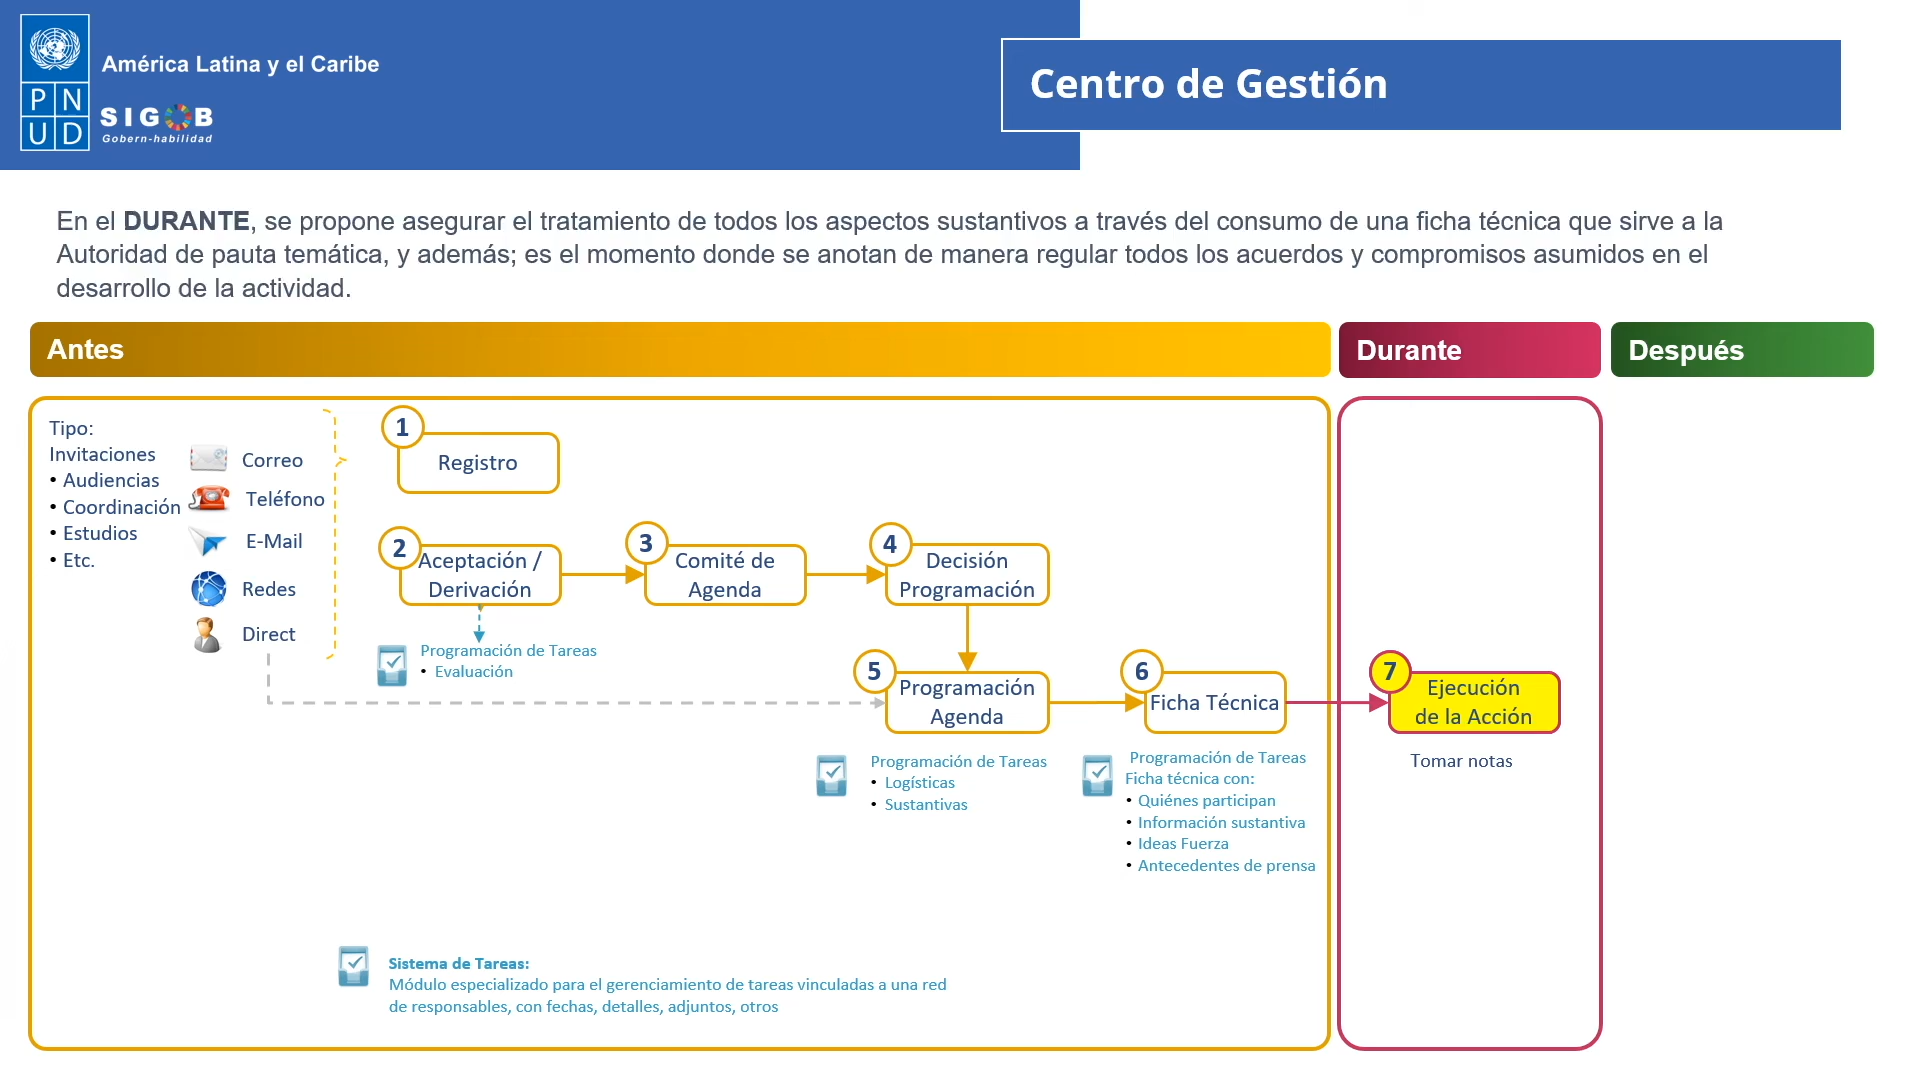 América Latina y el Caribe
P N
U D
SIGOB
Gobern-habilidad
Centro de Gestión
En el DURANTE, se propone asegurar el tratamiento de todos los aspectos sustantivos a través del consumo de una ficha técnica que sirve a la
Autoridad de pauta temática, y además; es el momento donde se anotan de manera regular todos los acuerdos y compromisos asumidos en el
desarrollo de la actividad.
Antes
Durante
Después
Tipo:
Invitaciones
• Audiencias
• Coordinación
• Estudios
• Etc.
Correo
Teléfono
E-Mail
Redes
Direct
1
Registro
2
Aceptación /
Derivación
Programación de Tareas
• Evaluación
3
Comité de
Agenda
4
Decisión
Programación
5
Programación
Agenda
Programación de Tareas
• Logísticas
• Sustantivas
6
Ficha Técnica
Programación de Tareas
Ficha técnica con:
• Quiénes participan
• Información sustantiva
• Ideas Fuerza
• Antecedentes de prensa
7
Ejecución
de la Acción
Tomar notas
Sistema de Tareas:
Módulo especializado para el gerenciamiento de tareas vinculadas a una red
de responsables, con fechas, detalles, adjuntos, otros